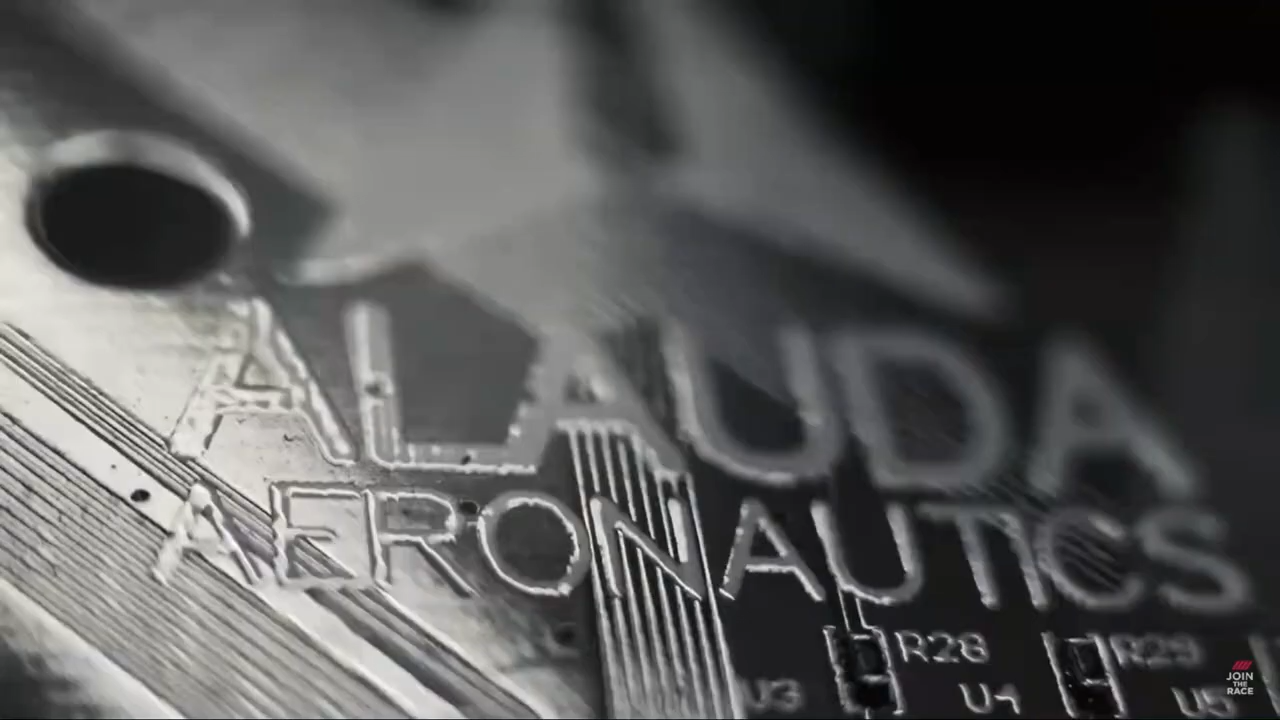 ALAUDA
AERONAUTICS
R28
R29
U3
U4
U5
JOIN
THE
RACE